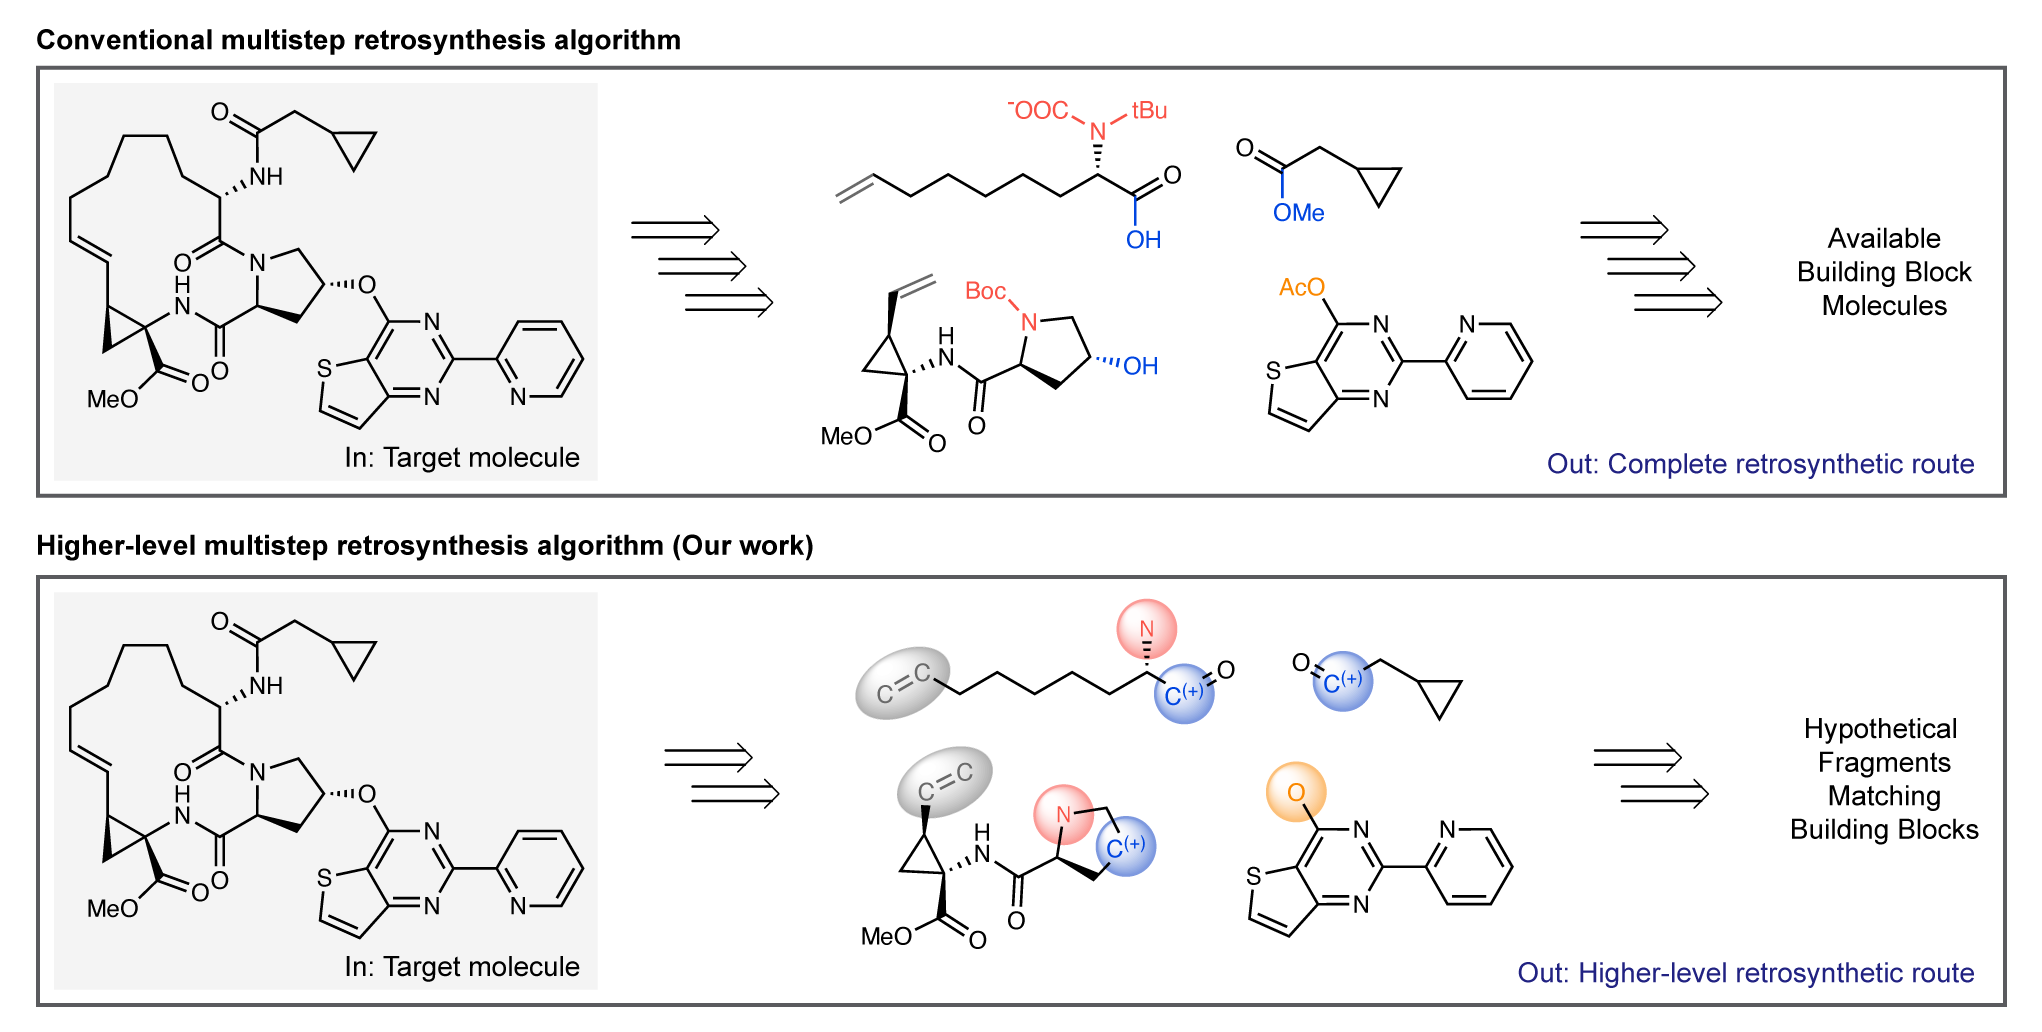 Conventional multistep retrosynthesis algorithm
O
NH
O
N
H
N
O
O
MeO
O
N
N
S
N
In: Target molecule
-OOC
N
tBu
O
OH
O
OMe
Boc
N
H
N
OH
O
MeO
O
AcO
N
N
S
N
Available
Building Block
Molecules
Out: Complete retrosynthetic route
Higher-level multistep retrosynthesis algorithm (Our work)
O
NH
O
N
H
N
O
O
MeO
O
N
N
S
N
In: Target molecule
N
C=C
C(+)
O
O
C(+)
C=C
N
H
N
C(+)
O
MeO
O
O
N
N
S
N
Hypothetical
Fragments
Matching
Building Blocks
Out: Higher-level retrosynthetic route